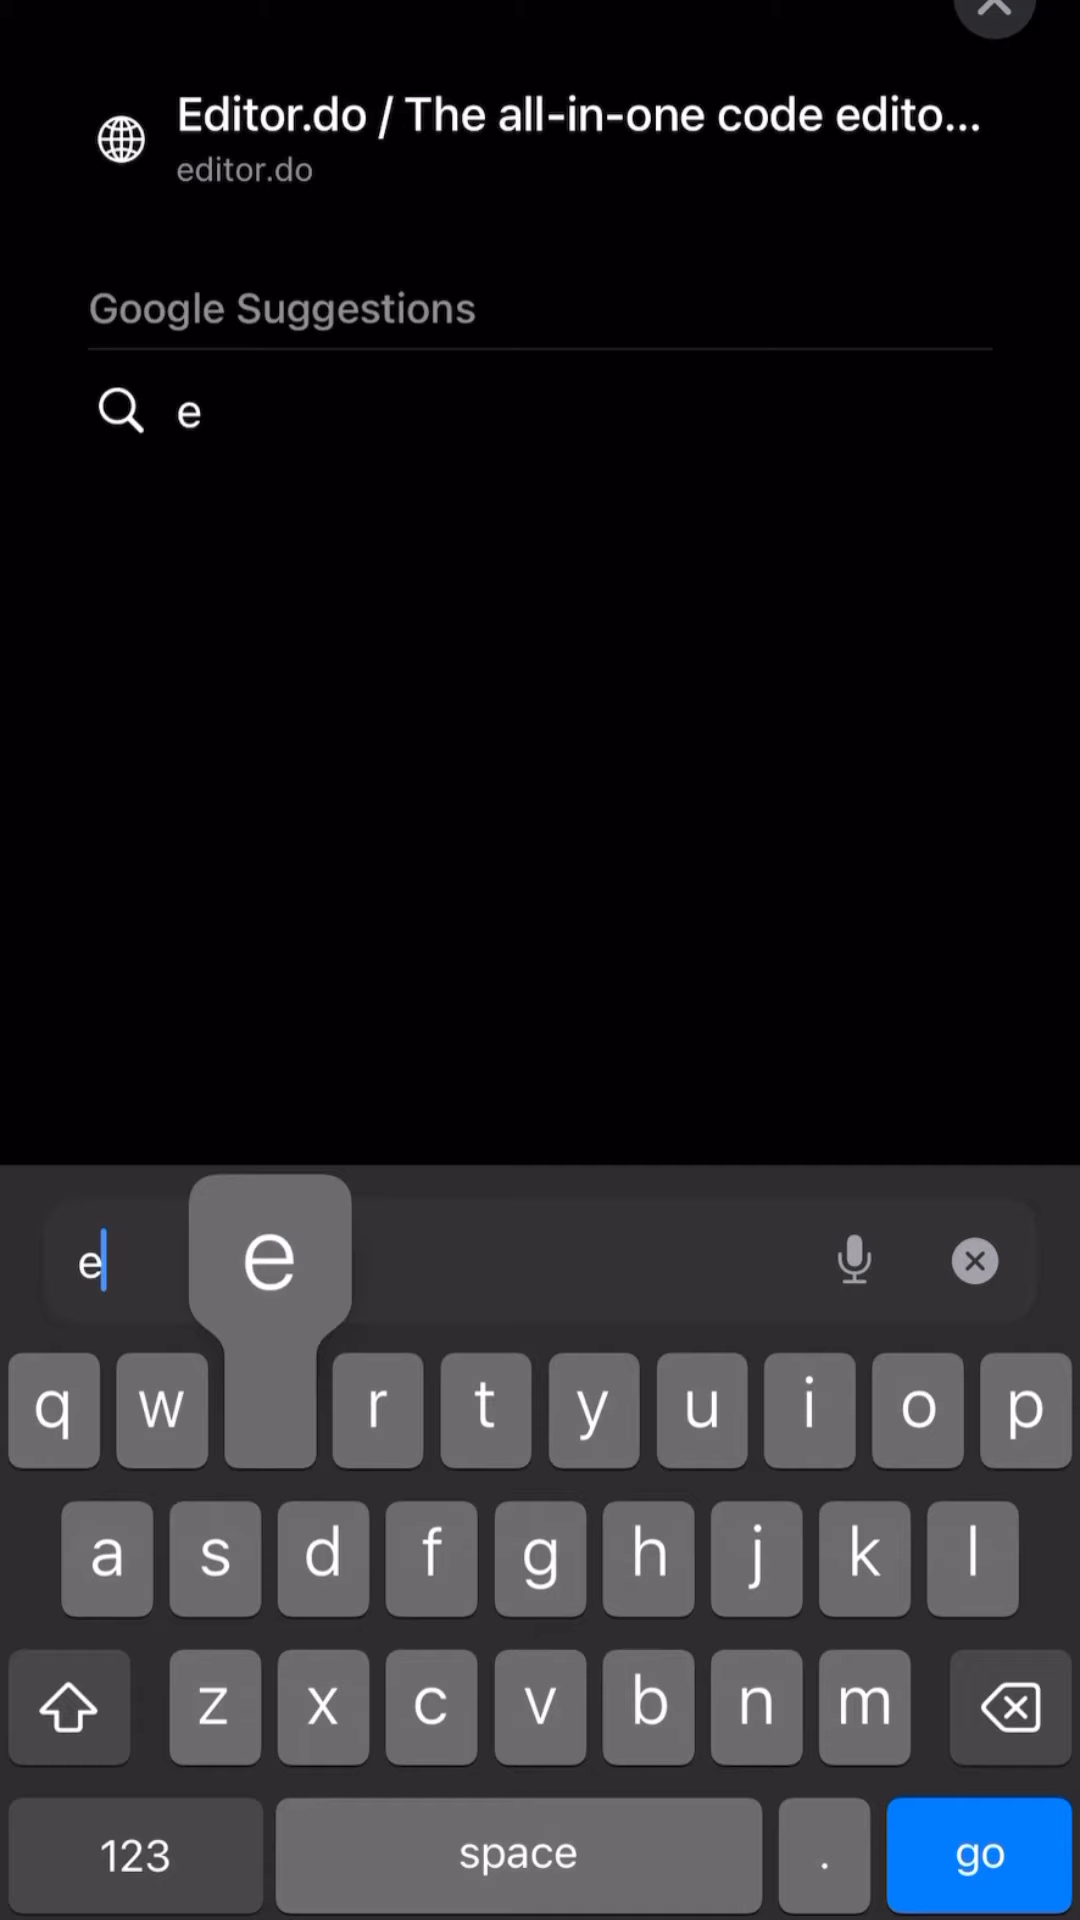 Editor.do / The all-in-one code edito...
editor.do
Google Suggestions
e
e
e
q w r t y u i o p
a s d f g h j k l
z x c v b n m
123 space . go